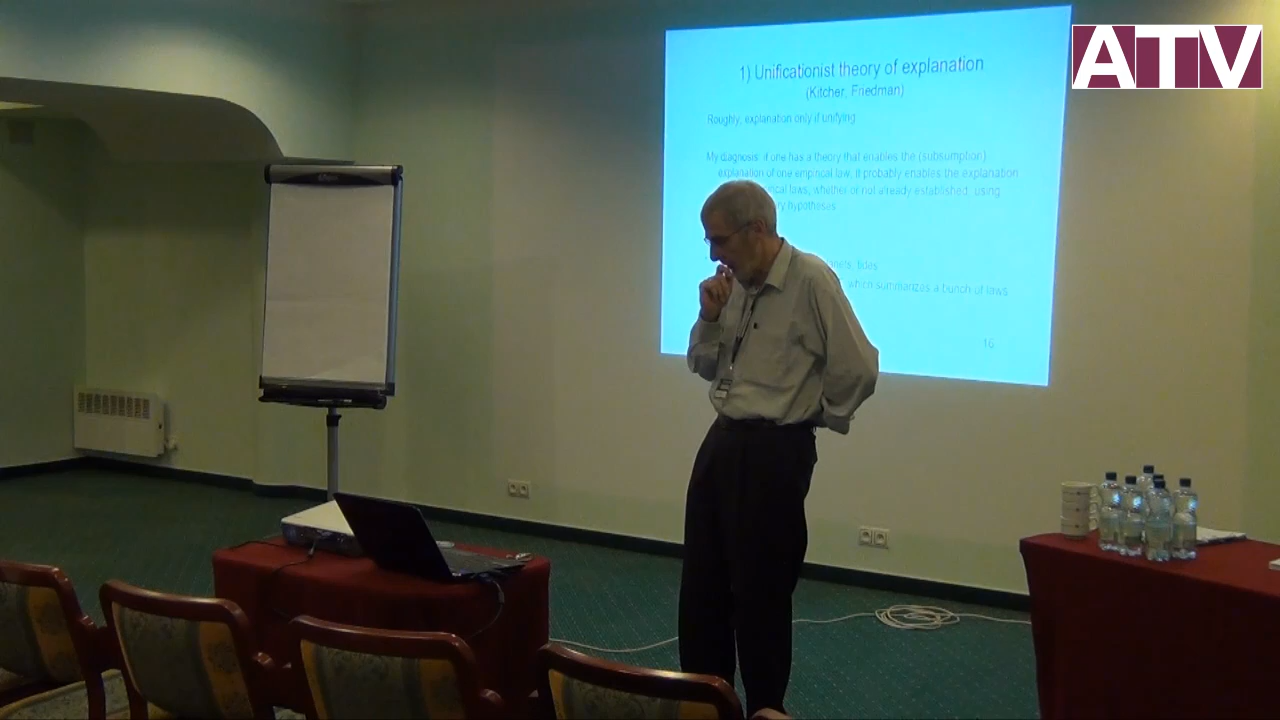 ATV
1) Unificationist theory of explanation
(Kitcher, Friedman)
Roughly, explanation only if unifying
My diagnosis: if one has a theory that enables the (subsumption)
explanation of one empirical law, it probably enables the explanation
laws, whether or not already established, using
hypotheses
tides
which summarizes a bunch of laws
16